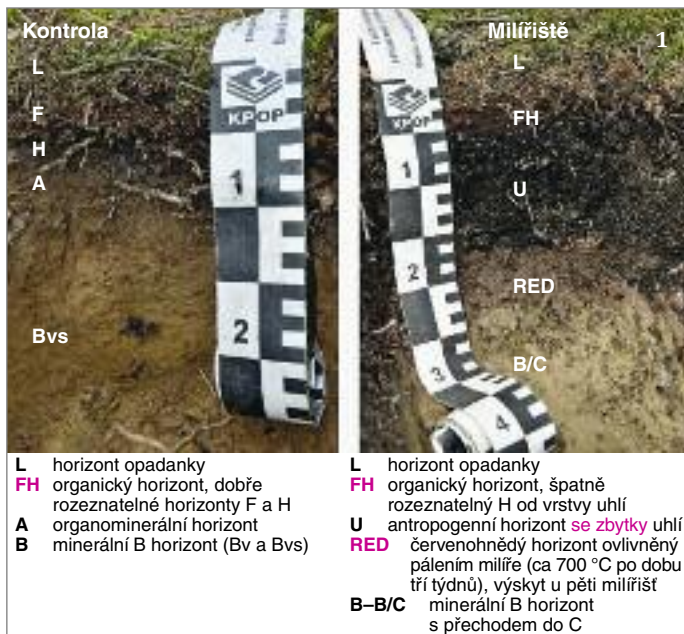 Kontrola
L
F
H
A
Bvs
KPOP
1
2
Milířiště
1
L
FH
U
RED
B/C
KPOP
1
2
3
4
L horizont opadanky
FH organický horizont, dobře
rozeznatelné horizonty F a H
A organominerální horizont
B minerální B horizont (Bv a Bvs)
L horizont opadanky
FH organický horizont, špatně
rozeznatelný H od vrstvy uhlí
U antropogenní horizont se zbytky uhlí
RED červenohnědý horizont ovlivněný
pálením milíře (ca 700 °C po dobu
tří týdnů), výskyt u pěti milířišť
B–B/C minerální B horizont
s přechodem do C